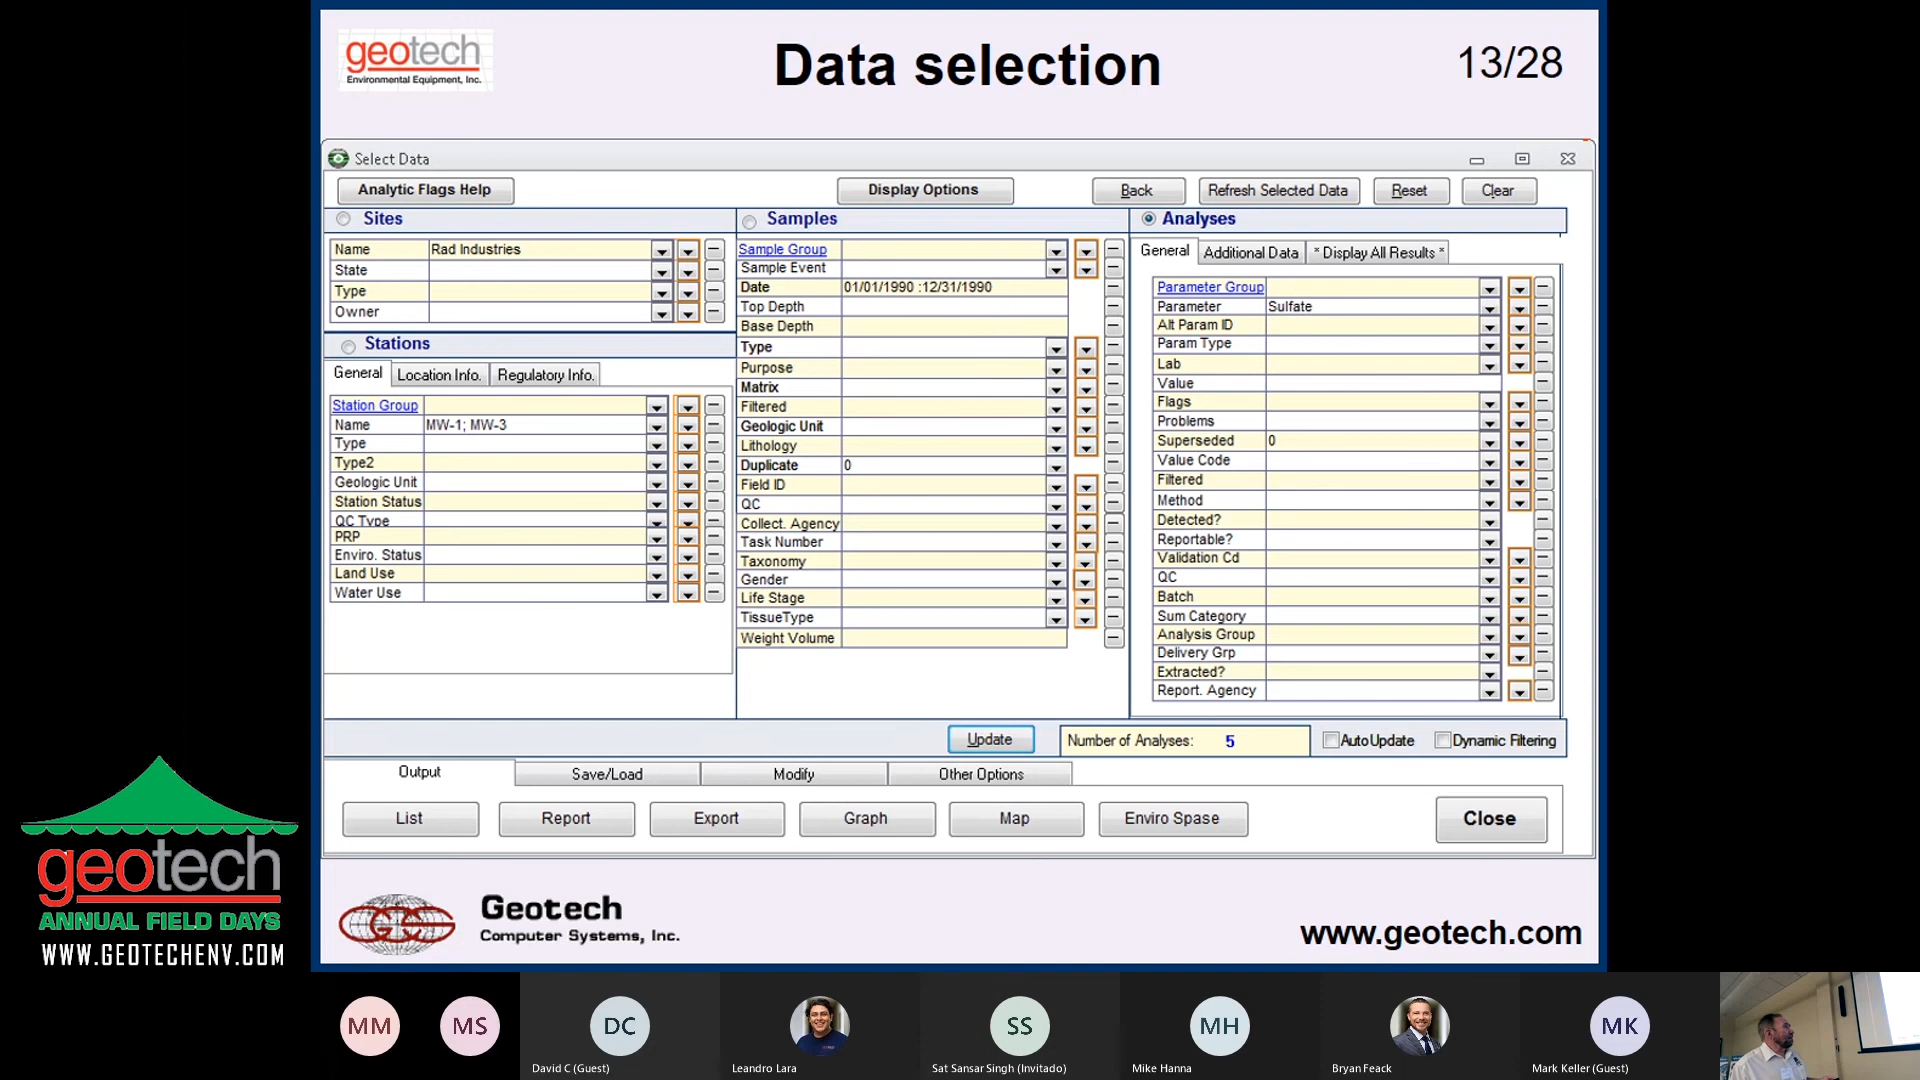 geotech
Environmental Equipment, Inc.
Data selection
13/28
Select Data
Analytic Flags Help
Display Options
Back
Refresh Selected Data
Reset
Clear
Sites
Name Rad Industries
State
Type
Owner
Stations
General Location Info. Regulatory Info.
Station Group
Name MW-1; MW-3
Type
Type2
Geologic Unit
Station Status
QC Type
PRP
Enviro. Status
Land Use
Water Use
Samples
Sample Group
Sample Event
Date 01/01/1990 :12/31/1990
Top Depth
Base Depth
Type
Purpose
Matrix
Filtered
Geologic Unit
Lithology
Duplicate 0
Field ID
QC
Collect. Agency
Task Number
Taxonomy
Gender
Life Stage
TissueType
Weight Volume
Analyses
General Additional Data * Display All Results *
Parameter Group
Parameter Sulfate
Alt Param ID
Param Type
Lab
Value
Flags
Problems
Superseded 0
Value Code
Filtered
Method
Detected?
Reportable?
Validation Cd
QC
Batch
Sum Category
Analysis Group
Delivery Grp
Extracted?
Report. Agency
Update
Number of Analyses: 5
AutoUpdate
Dynamic Filtering
Output Save/Load Modify Other Options
List Report Export Graph Map Enviro Spase Close
geotech
ANNUAL FIELD DAYS
WWW.GEOTECHENV.COM
GCS
Geotech
Computer Systems, Inc.
www.geotech.com
MM
MS
DC
David C (Guest)
Leandro Lara
SS
Sat Sansar Singh (Invitado)
MH
Mike Hanna
Bryan Feack
MK
Mark Keller (Guest)